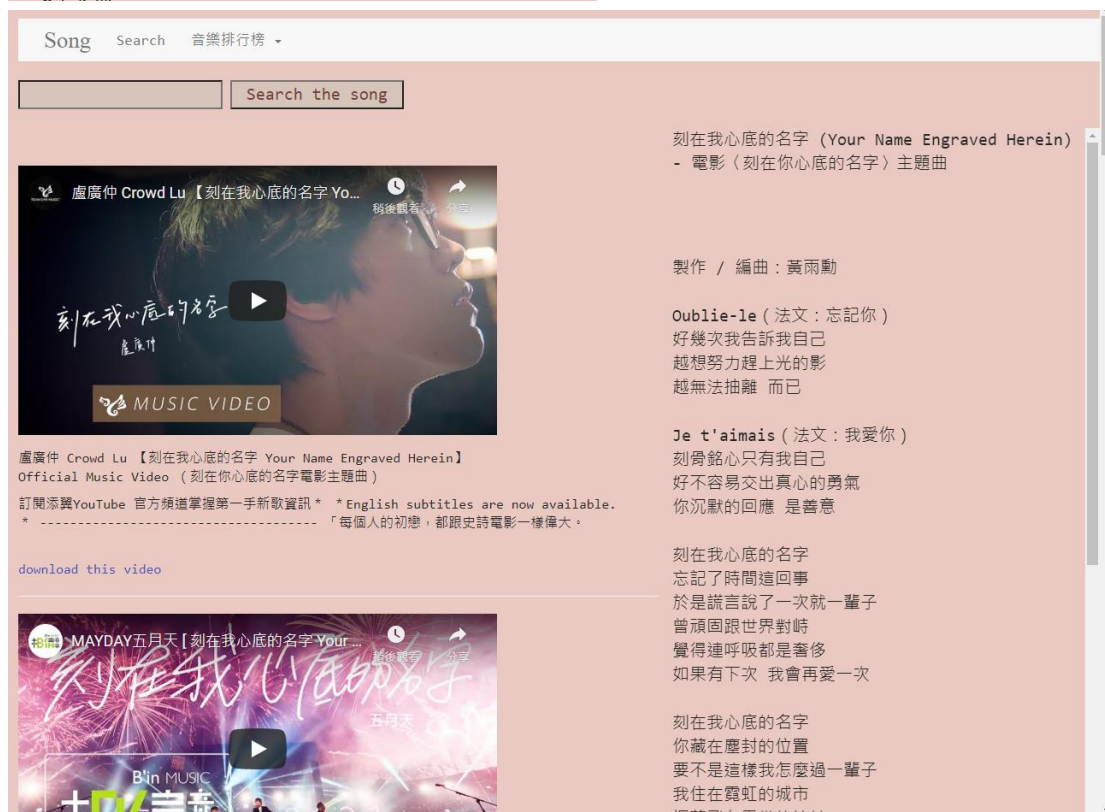 Song Search 音樂排行榜
Search the song
盧廣仲 Crowd Lu 【刻在我心底的名字 Yo...
稍後觀看 分享
刻在我心底的名字
盧廣仲
MUSIC VIDEO
盧廣仲 Crowd Lu 【刻在我心底的名字 Your Name Engraved Herein】
Official Music Video （刻在你心底的名字電影主題曲）
訂閱添翼YouTube 官方頻道掌握第一手新歌資訊＊ ＊English subtitles are now available.
＊ ------------------------------------- 「每個人的初戀，都跟史詩電影一樣偉大。
download this video
MAYDAY五月天 [ 刻在我心底的名字 Your ...
稍後觀看 分享
刻在我心底的名字
五月天
B'in MUSIC
刻在我心底的名字 (Your Name Engraved Herein)
- 電影〈刻在你心底的名字〉主題曲
製作 / 編曲：黃雨勳
Oublie-le（法文：忘記你）
好幾次我告訴我自己
越想努力趕上光的影
越無法抽離 而已
Je t'aimais（法文：我愛你）
刻骨銘心只有我自己
好不容易交出真心的勇氣
你沉默的回應 是善意
刻在我心底的名字
忘記了時間這回事
於是謊言說了一次就一輩子
曾頑固跟世界對峙
覺得連呼吸都是奢侈
如果有下次 我會再愛一次
刻在我心底的名字
你藏在塵封的位置
要不是這樣我怎麼過一輩子
我住在霓虹的城市